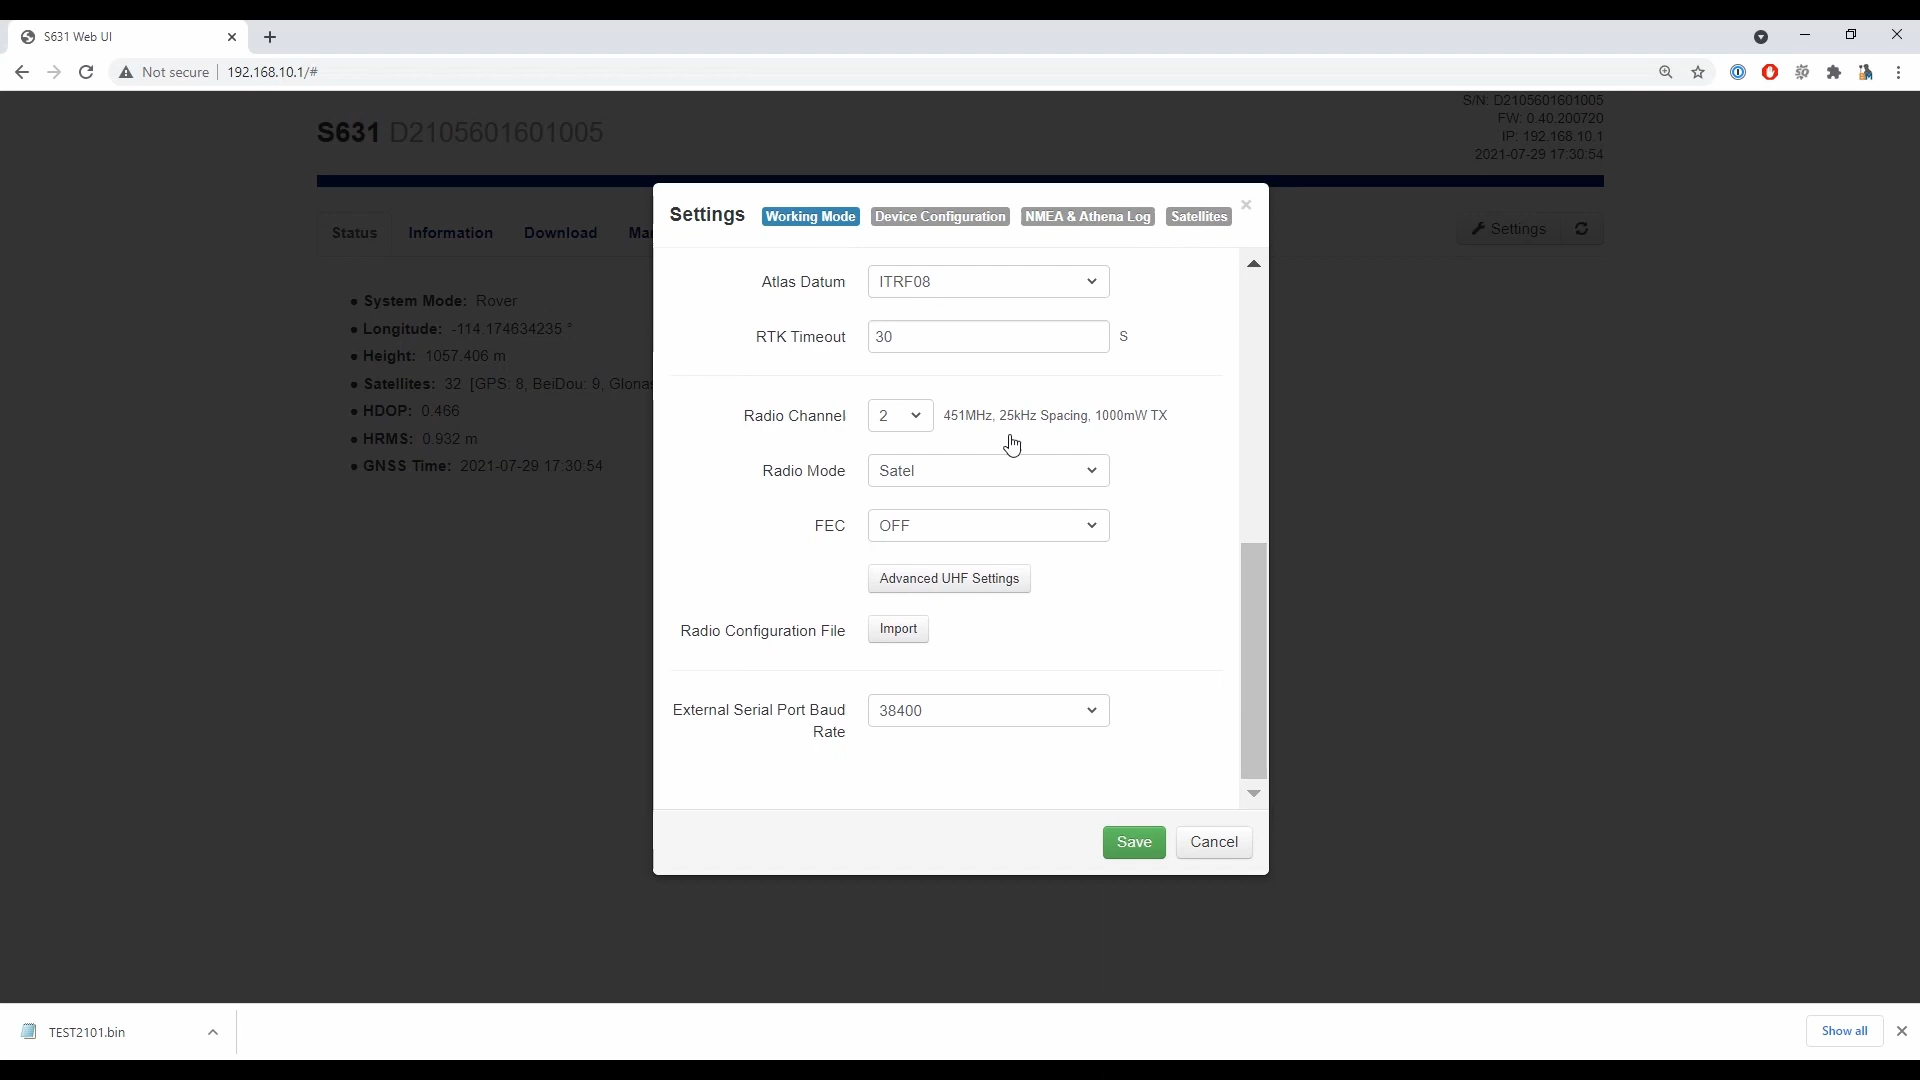 S631 Web UI
Not secure
192.168.10.1/#
S631 D2105601601005
S/N: D2105601601005
FW: 0.40.200720
IP: 192.168.10.1
2021-07-29 17:30:54
Status
Information
Download
Settings
System Mode: Rover
Longitude: -114.174634235 °
Height: 1057.406 m
Satellites: 32 [GPS: 8, BeiDou: 9, Glonas
HDOP: 0.466
HRMS: 0.932 m
GNSS Time: 2021-07-29 17:30:54
Settings
Working Mode
Device Configuration
NMEA & Athena Log
Satellites
×
Atlas Datum
ITRF08
RTK Timeout
30
S
Radio Channel
2
451MHz, 25kHz Spacing, 1000mW TX
Radio Mode
Satel
FEC
OFF
Advanced UHF Settings
Radio Configuration File
Import
External Serial Port Baud
Rate
38400
Save
Cancel
TEST2101.bin
Show all